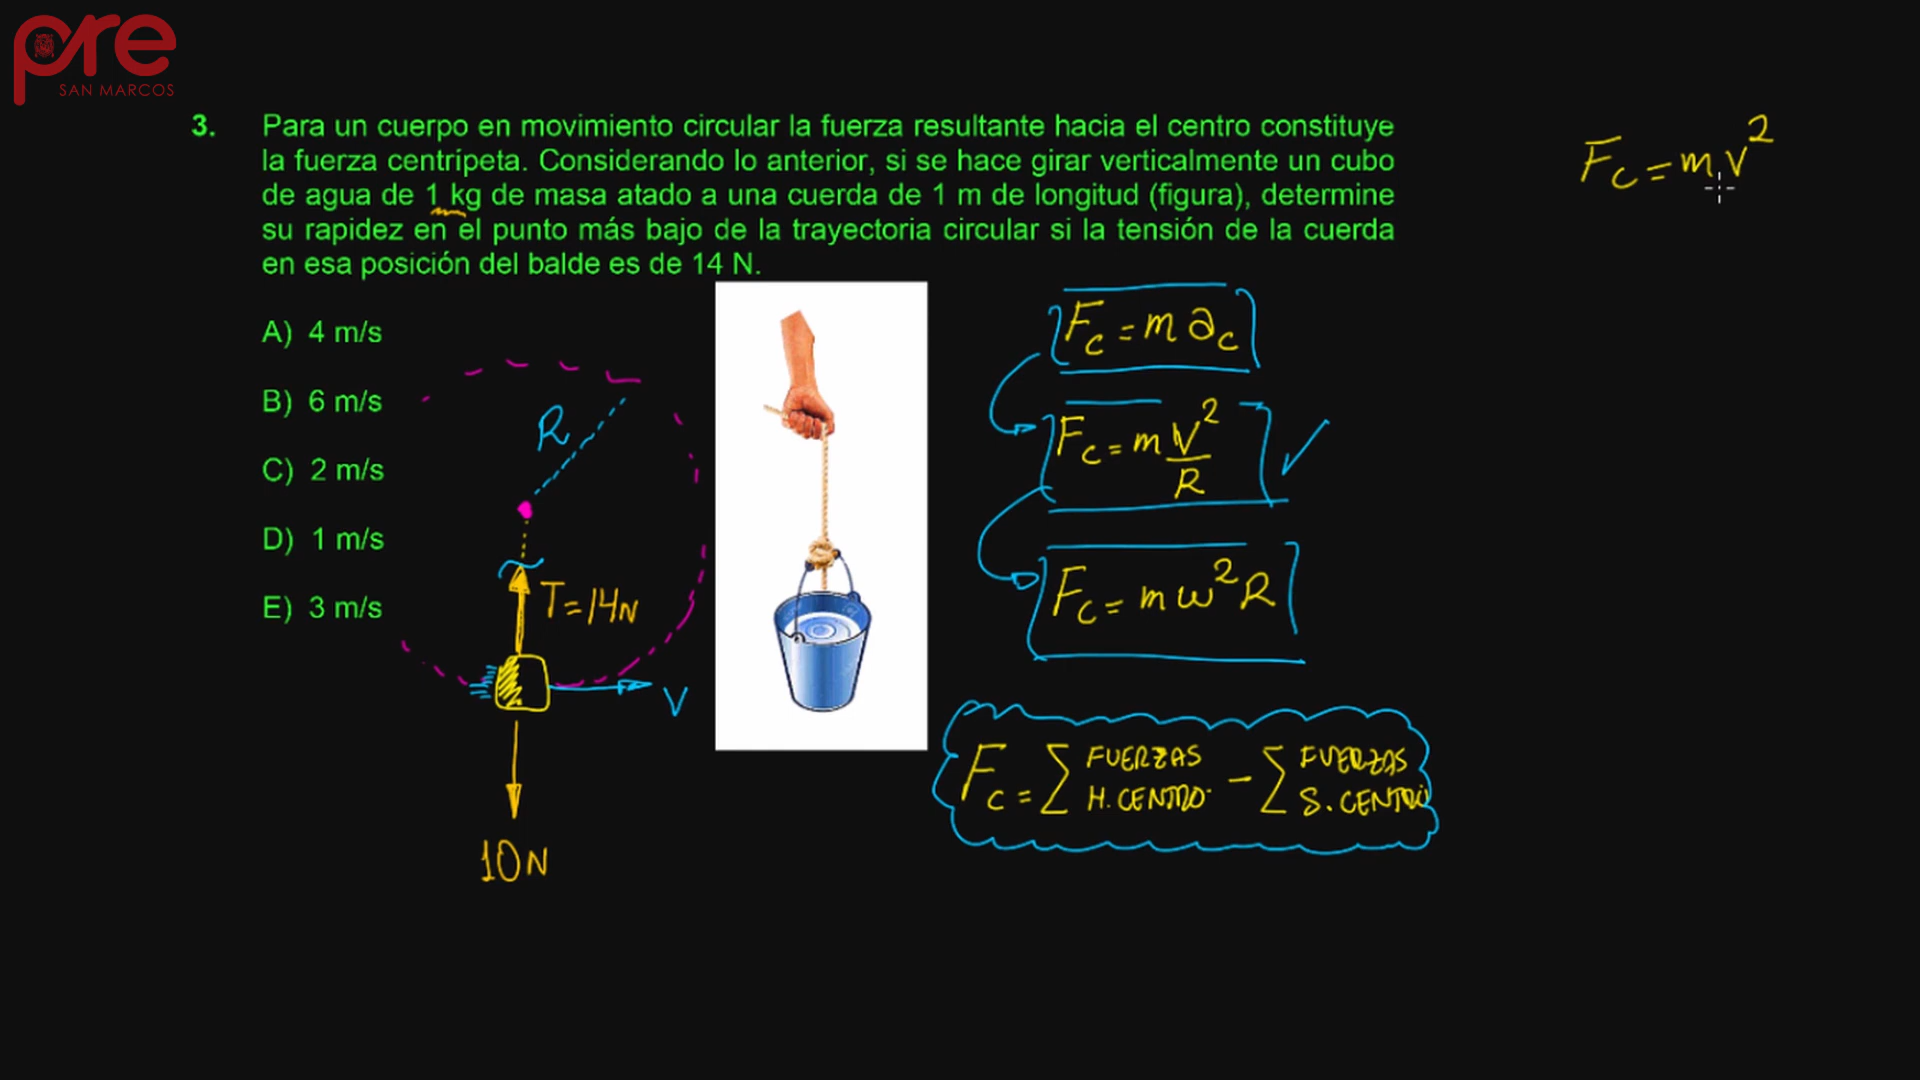 pre
SAN MARCOS
3. Para un cuerpo en movimiento circular la fuerza resultante hacia el centro constituye
la fuerza centrípeta. Considerando lo anterior, si se hace girar verticalmente un cubo
de agua de 1 kg de masa atado a una cuerda de 1 m de longitud (figura), determine
su rapidez en el punto más bajo de la trayectoria circular si la tensión de la cuerda
en esa posición del balde es de 14 N.
A) 4 m/s
B) 6 m/s
C) 2 m/s
D) 1 m/s
E) 3 m/s
R
T=14N
V
10N
Fc = m ac
Fc = m V²/R
Fc = m ω² R
Fc = Σ FUERZAS H. CENTRO - Σ FUERZAS S. CENTRO
Fc = m v²